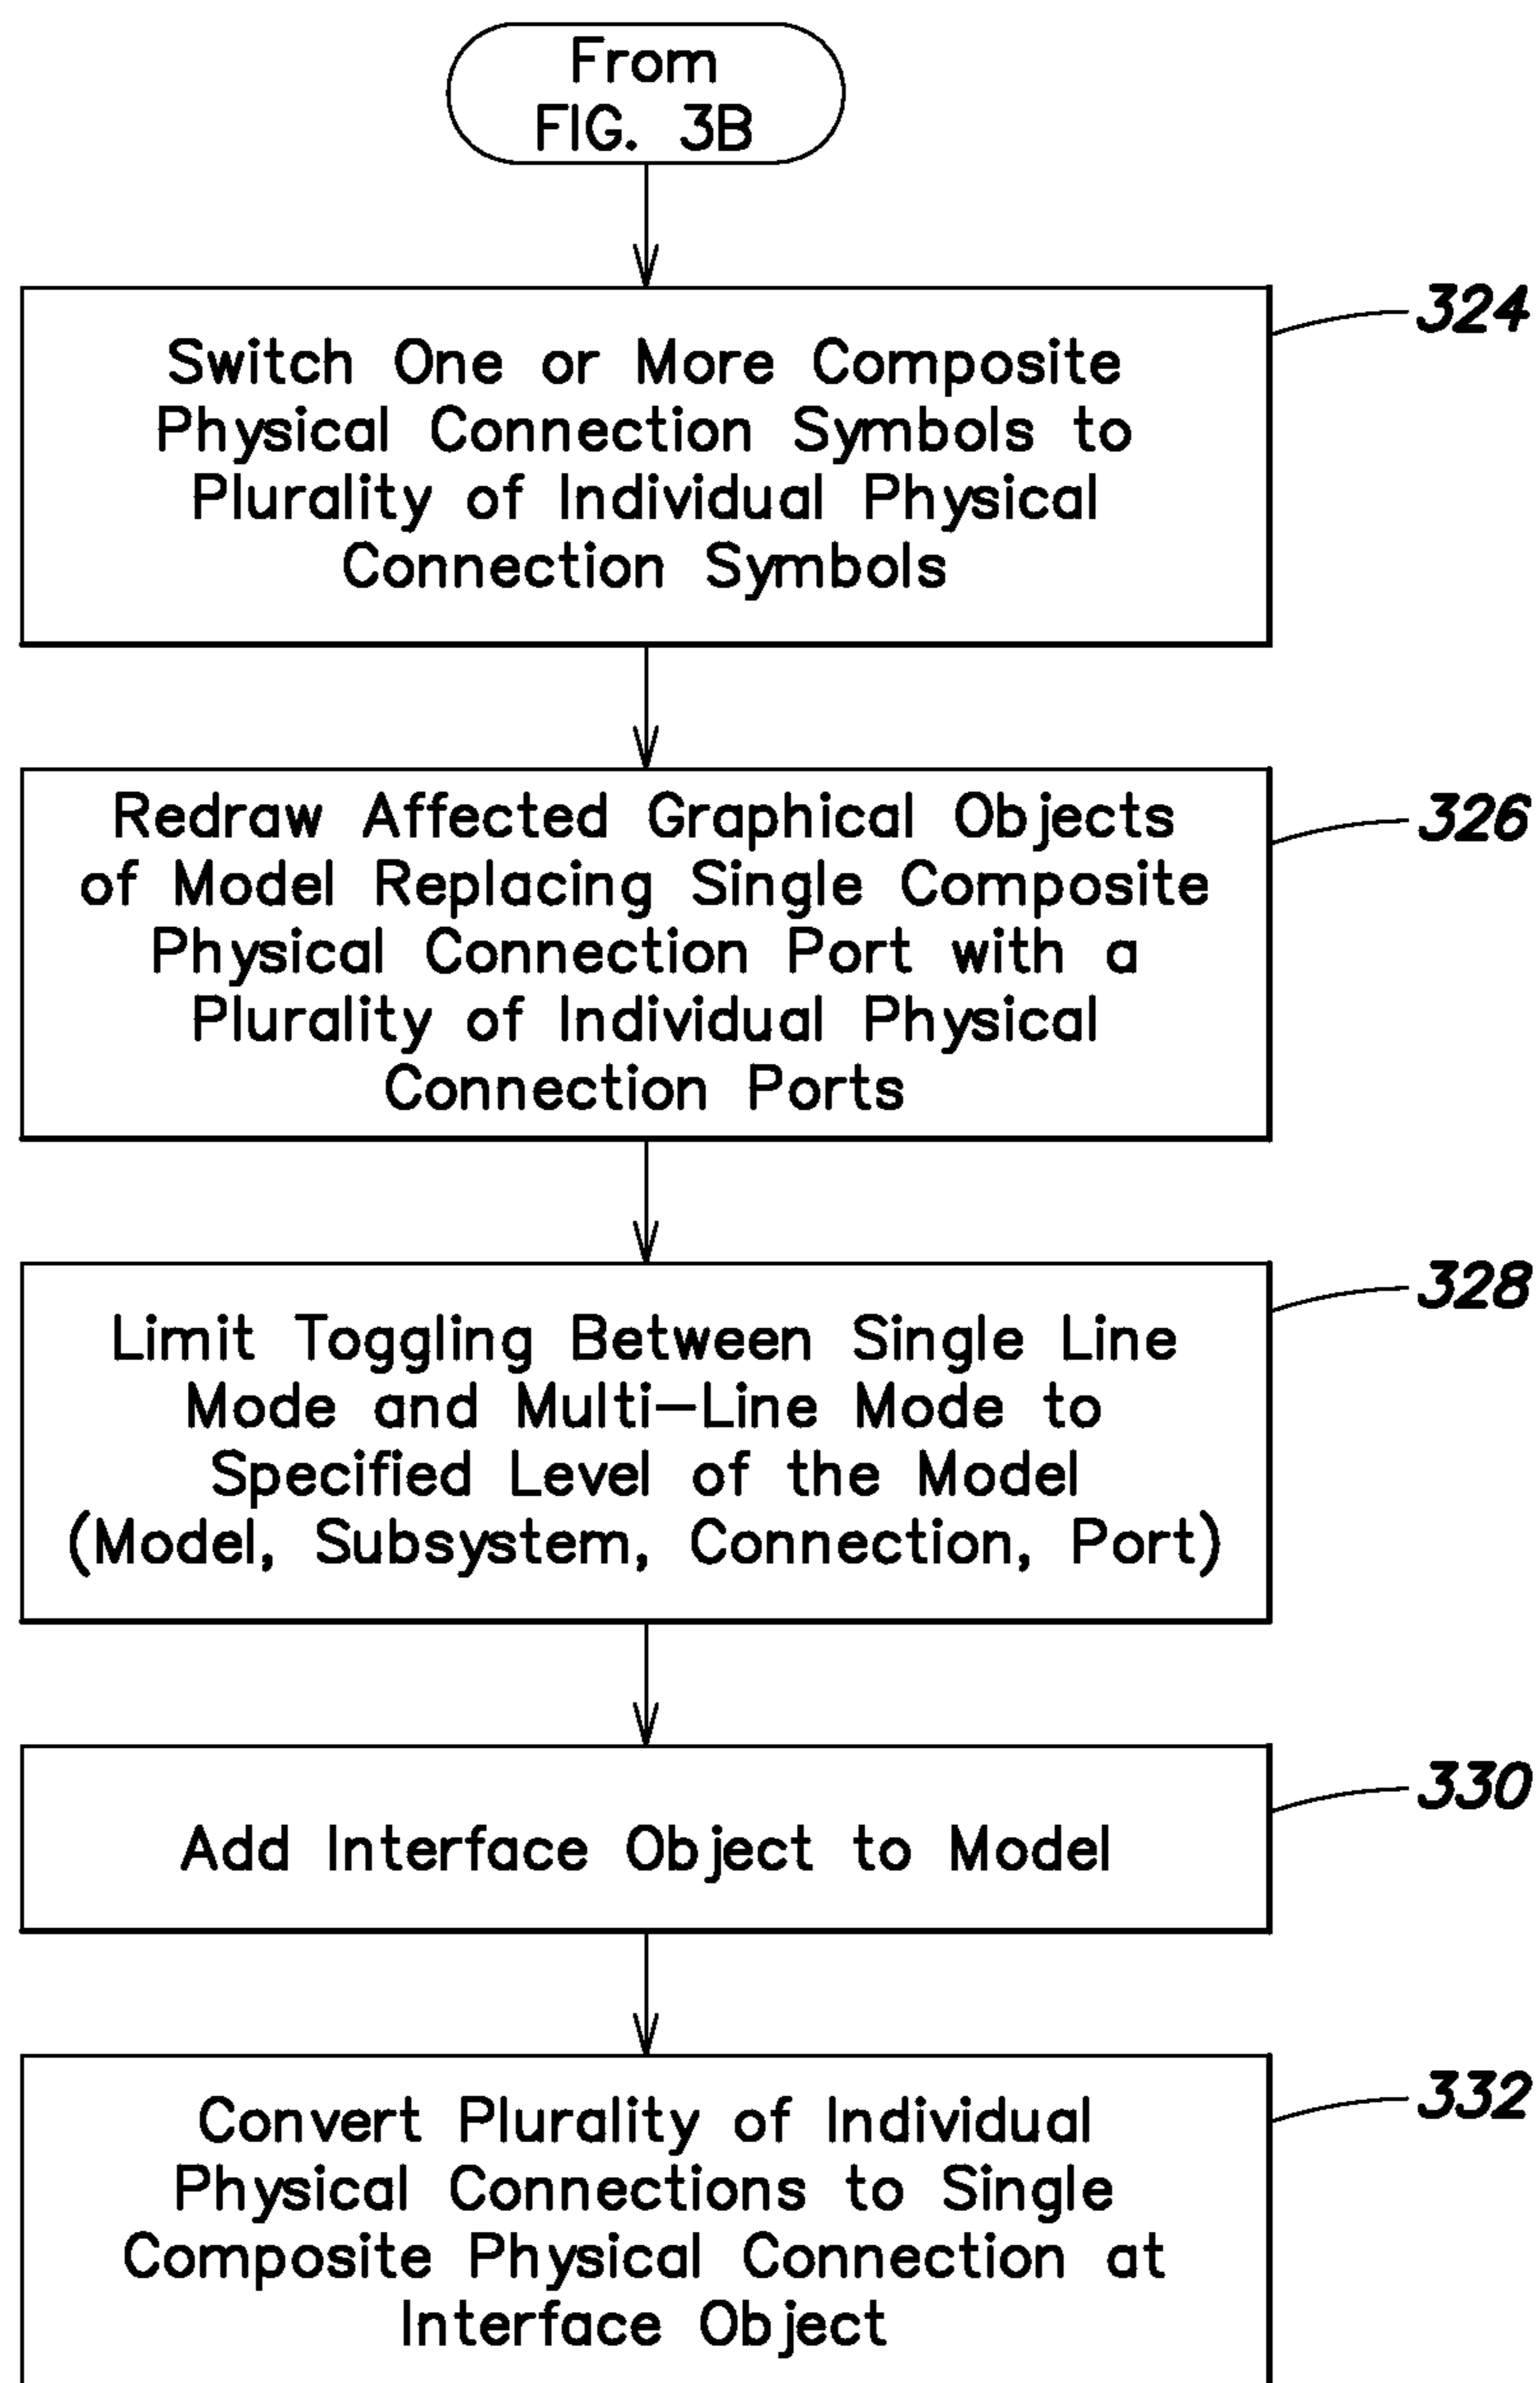 From
FIG. 3B
324
Switch One or More Composite
Physical Connection Symbols to
Plurality of Individual Physical
Connection Symbols
326
Redraw Affected Graphical Objects
of Model Replacing Single Composite
Physical Connection Port with a
Plurality of Individual Physical
Connection Ports
328
Limit Toggling Between Single Line
Mode and Multi-Line Mode to
Specified Level of the Model
(Model, Subsystem, Connection, Port)
330
Add Interface Object to Model
332
Convert Plurality of Individual
Physical Connections to Single
Composite Physical Connection at
Interface Object